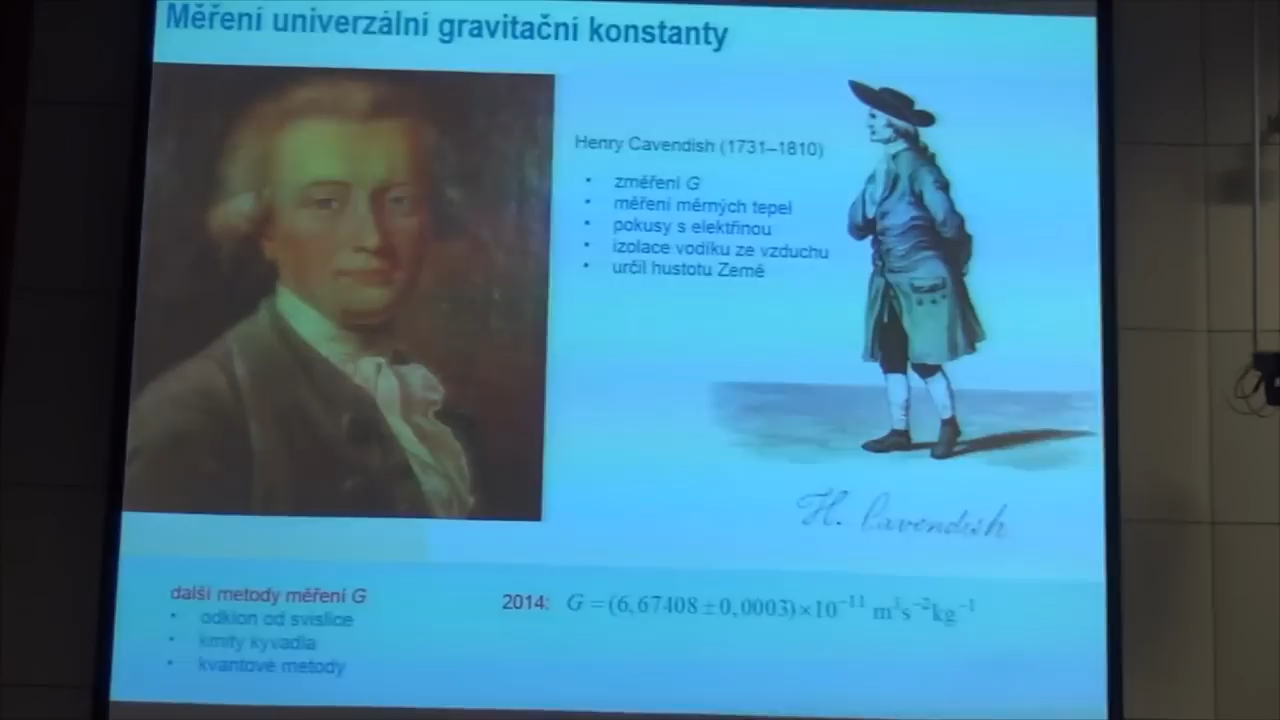 Měření univerzální gravitační konstanty
Henry Cavendish (1731–1810)
• změření G
• měření měrných tepel
• pokusy s elektřinou
• izolace vodíku ze vzduchu
• určil hustotu Země
H. Cavendish
další metody měření G
• odklon od svislice
• kmity kyvadla
• kvantové metody
2014: G = (6,67408 ± 0,0003)×10⁻¹¹ m³s⁻²kg⁻¹